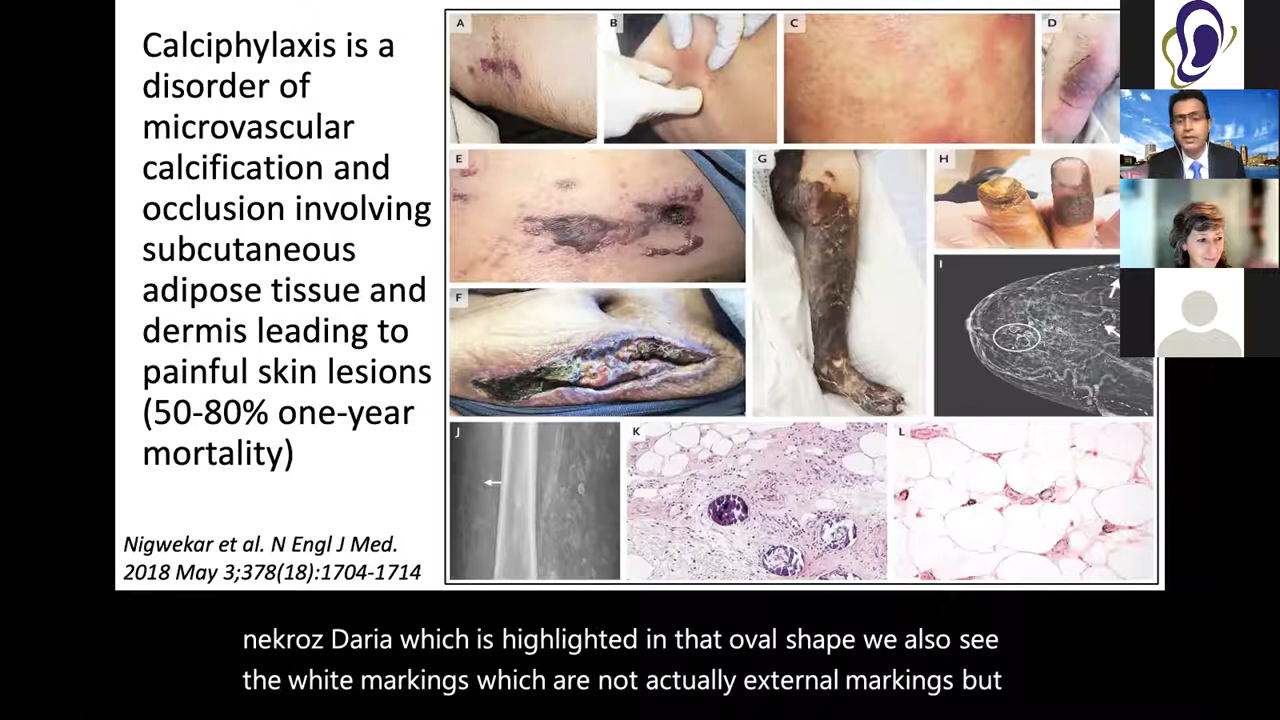 Calciphylaxis is a
disorder of
microvascular
calcification and
occlusion involving
subcutaneous
adipose tissue and
dermis leading to
painful skin lesions
(50-80% one-year
mortality)
Nigwekar et al. N Engl J Med.
2018 May 3;378(18):1704-1714
A
B
C
D
E
F
G
H
I
J
K
L
nekroz Daria which is highlighted in that oval shape we also see
the white markings which are not actually external markings but